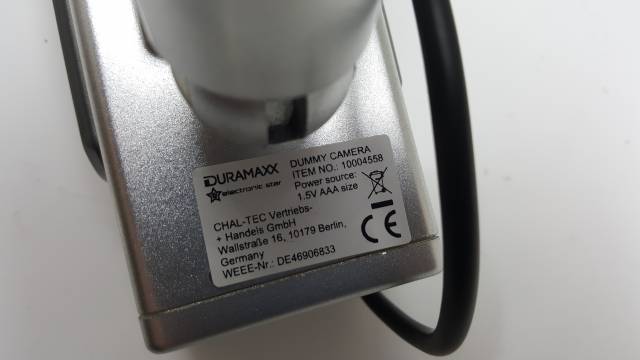 DURAMAXX DUMMY CAMERA
electronic star ITEM NO.: 10004558
Power source:
1.5V AAA size
CHAL-TEC Vertriebs-
+ Handels GmbH
Wallstraße 16, 10179 Berlin,
Germany
WEEE-Nr.: DE46906833
CE